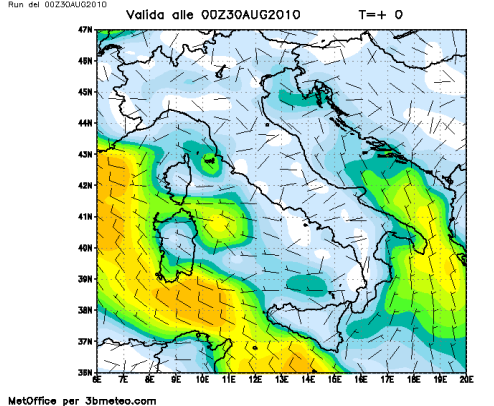 Run del 00Z30AUG2010
Valida alle 00Z30AUG2010 T=+ 0
47N
46N
45N
44N
43N
42N
41N
40N
39N
38N
37N
36N
6E 7E 8E 9E 10E 11E 12E 13E 14E 15E 16E 17E 18E 19E 20E
MetOffice per 3bmeteo.com